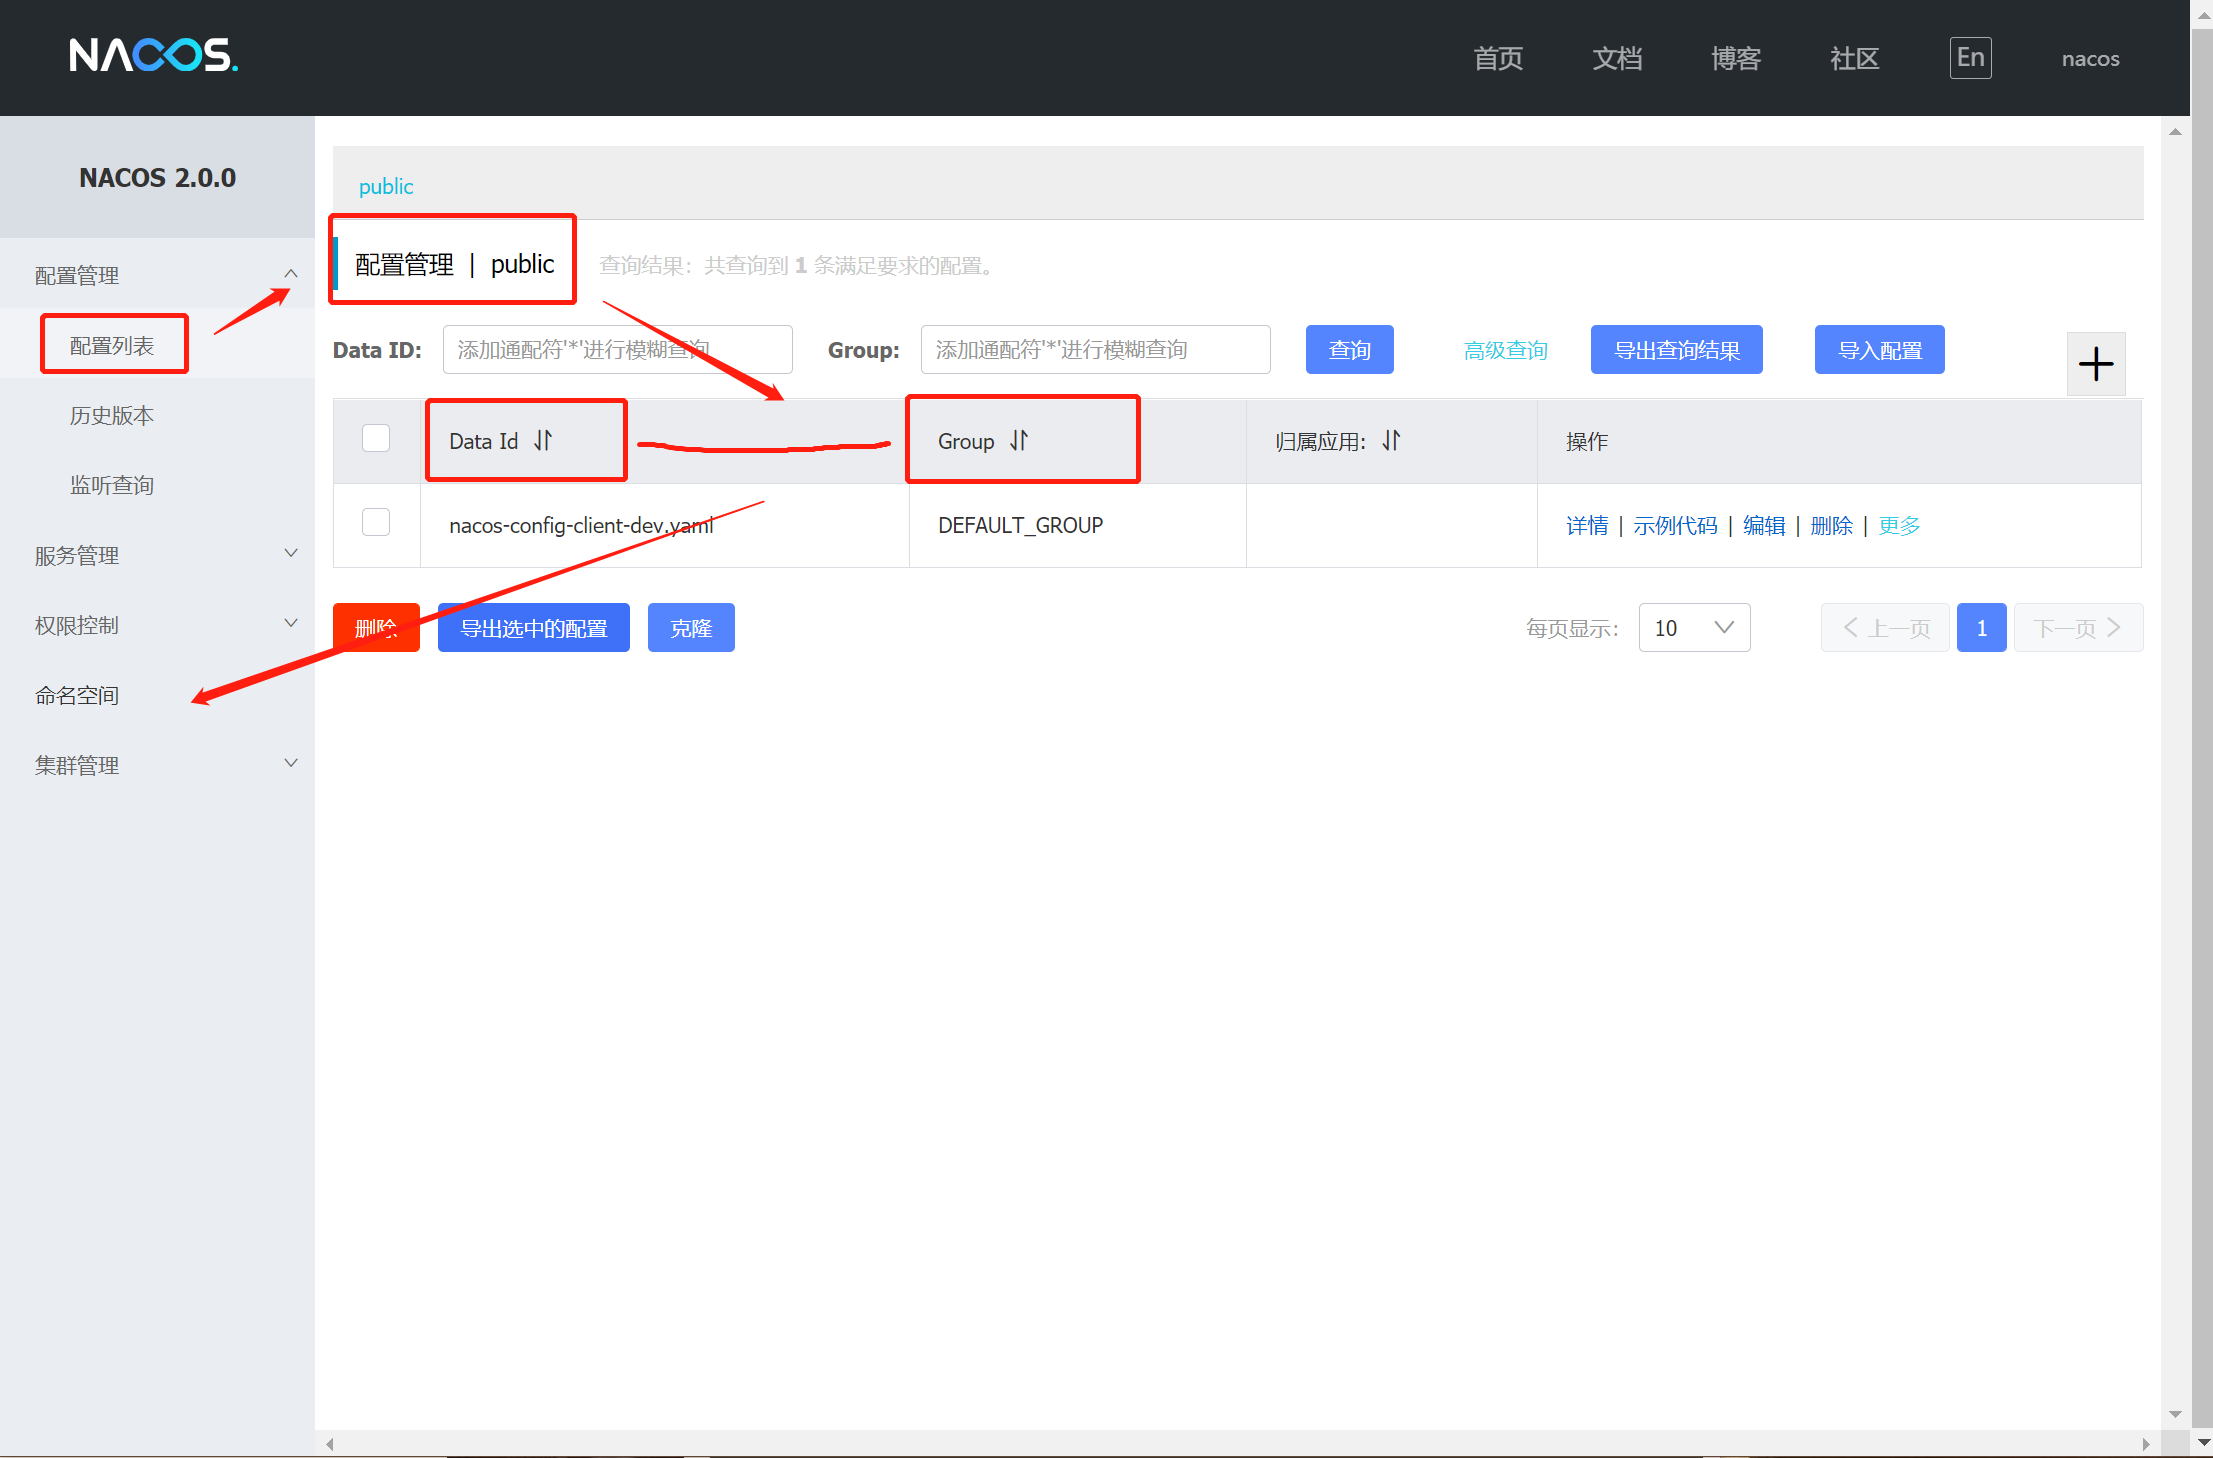 NACOS.
首页 文档 博客 社区 En nacos
NACOS 2.0.0
配置管理
配置列表
历史版本
监听查询
服务管理
权限控制
命名空间
集群管理
public
配置管理 | public 查询结果：共查询到 1 条满足要求的配置。
Data ID: 添加通配符'*'进行模糊查询 Group: 添加通配符'*'进行模糊查询 查询 高级查询 导出查询结果 导入配置
Data Id Group 归属应用: 操作
nacos-config-client-dev.yaml DEFAULT_GROUP 详情 | 示例代码 | 编辑 | 删除 | 更多
删除 导出选中的配置 克隆 每页显示: 10 上一页 1 下一页